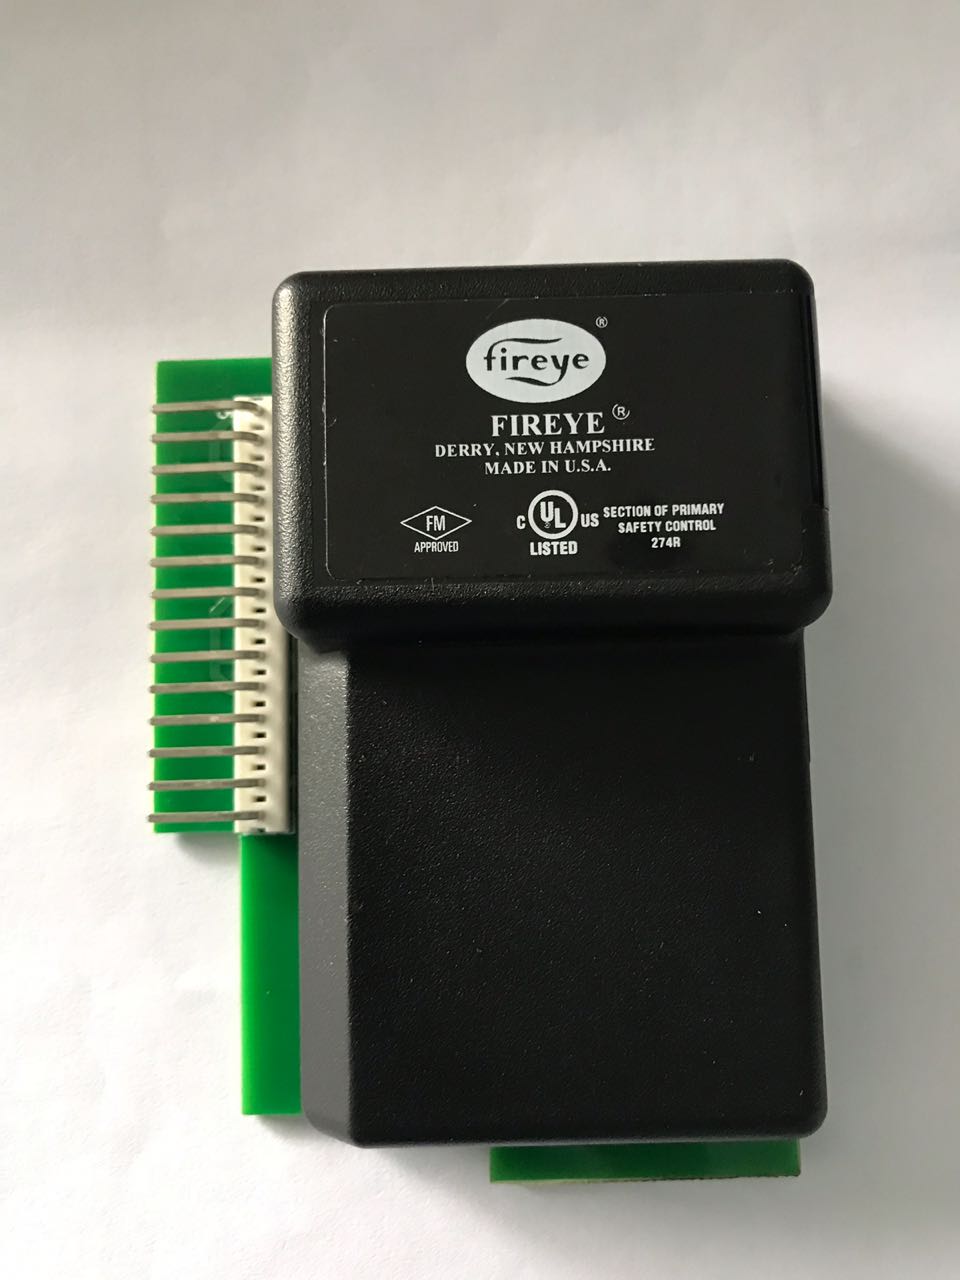 fireye ®
FIREYE ®
DERRY, NEW HAMPSHIRE
MADE IN U.S.A.
FM
APPROVED
C UL US
LISTED
SECTION OF PRIMARY
SAFETY CONTROL
274R